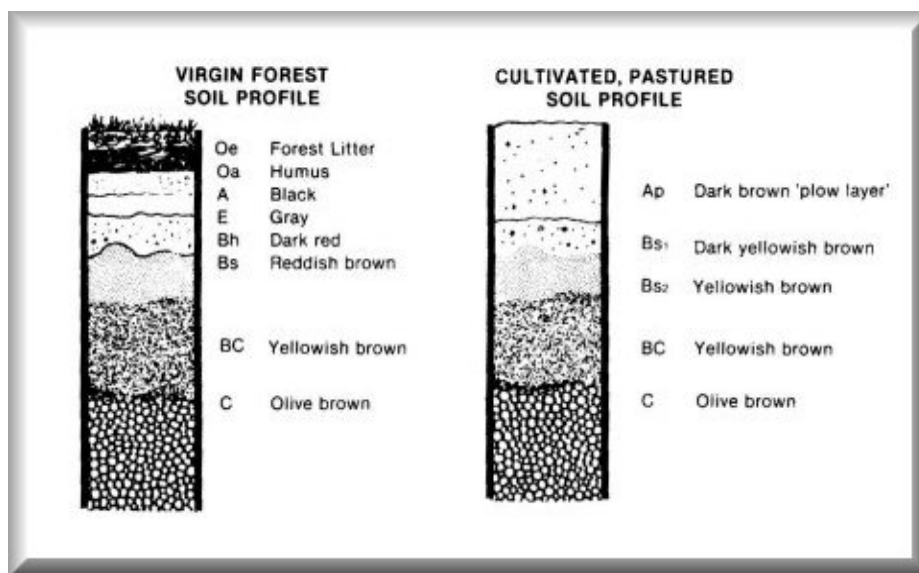 VIRGIN FOREST
SOIL PROFILE
Oe Forest Litter
Oa Humus
A Black
E Gray
Bh Dark red
Bs Reddish brown
BC Yellowish brown
C Olive brown
CULTIVATED, PASTURED
SOIL PROFILE
Ap Dark brown 'plow layer'
Bs1 Dark yellowish brown
Bs2 Yellowish brown
BC Yellowish brown
C Olive brown